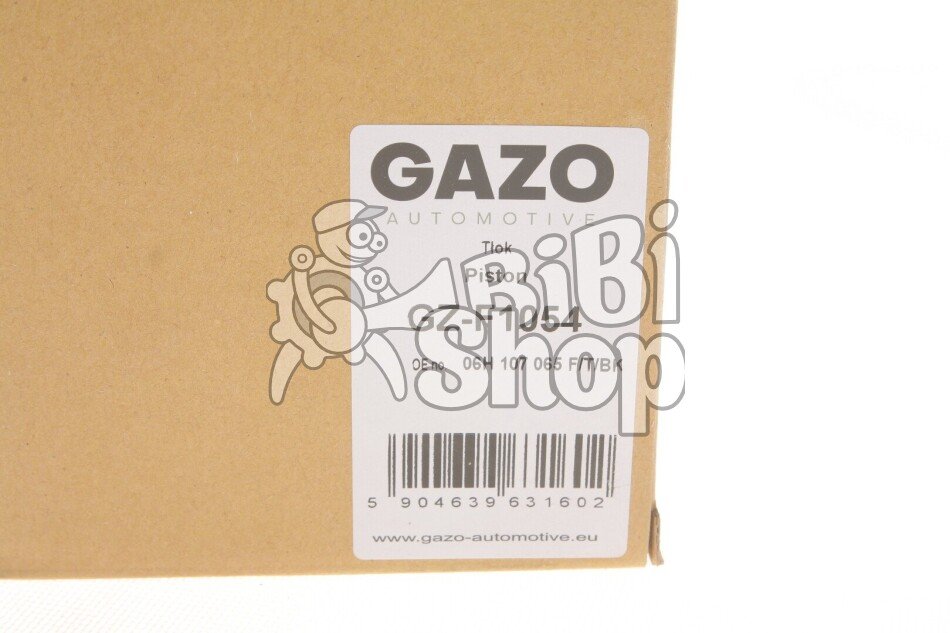 GAZO
AUTOMOTIVE
Tlok
Piston
GZ-F1054
OE no. 06H 107 065 F/T/BK
BiBi
Shop
5 904639 631602
www.gazo-automotive.eu